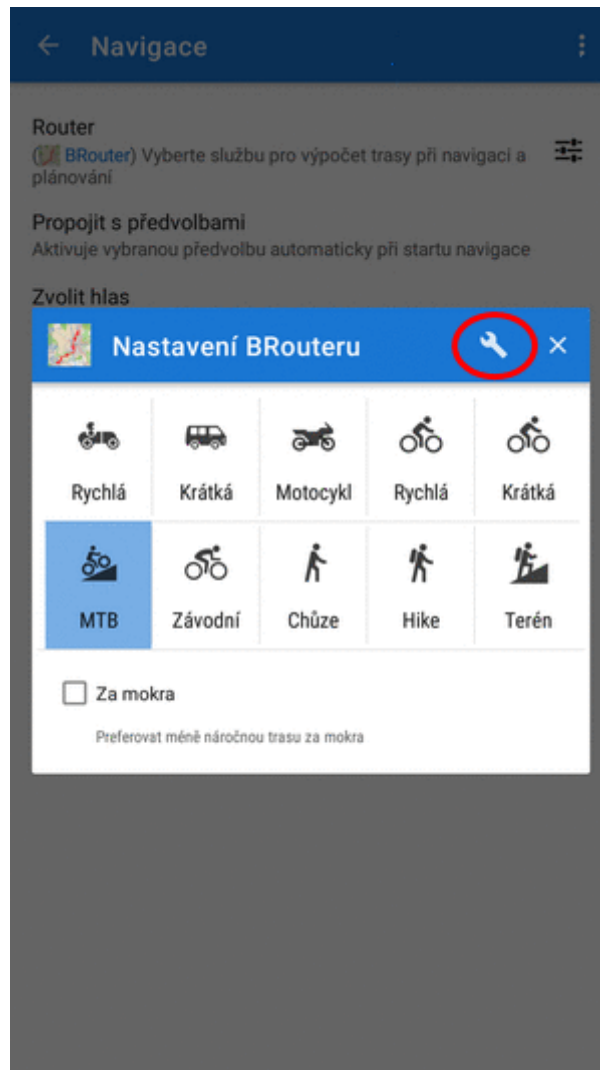 Navigace
Router
(BRouter) Vyberte službu pro výpočet trasy při navigaci a
plánování
Propojit s předvolbami
Aktivuje vybranou předvolbu automaticky při startu navigace
Zvolit hlas
Nastavení BRouteru
Rychlá Krátká Motocykl Rychlá Krátká
MTB Závodní Chůze Hike Terén
Za mokra
Preferovat méně náročnou trasu za mokra